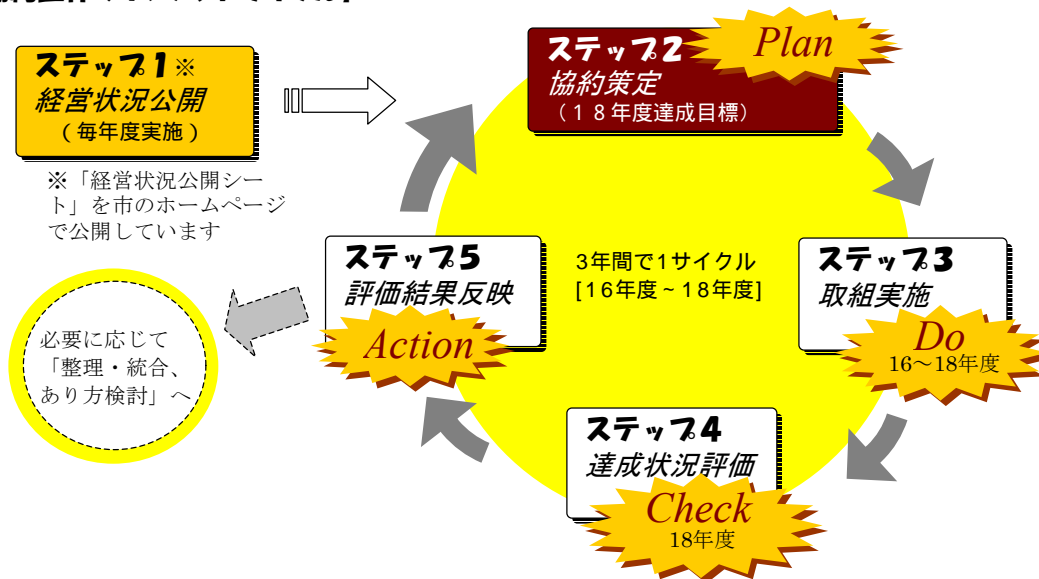 ステップ1※
経営状況公開
（毎年度実施）
※「経営状況公開シー
ト」を市のホームページ
で公開しています
ステップ2
Plan
協約策定
（１８年度達成目標）
ステップ3
取組実施
Do
16～18年度
ステップ4
達成状況評価
Check
18年度
ステップ5
評価結果反映
Action
3年間で1サイクル
[16年度～18年度]
必要に応じて
「整理・統合、
あり方検討」へ